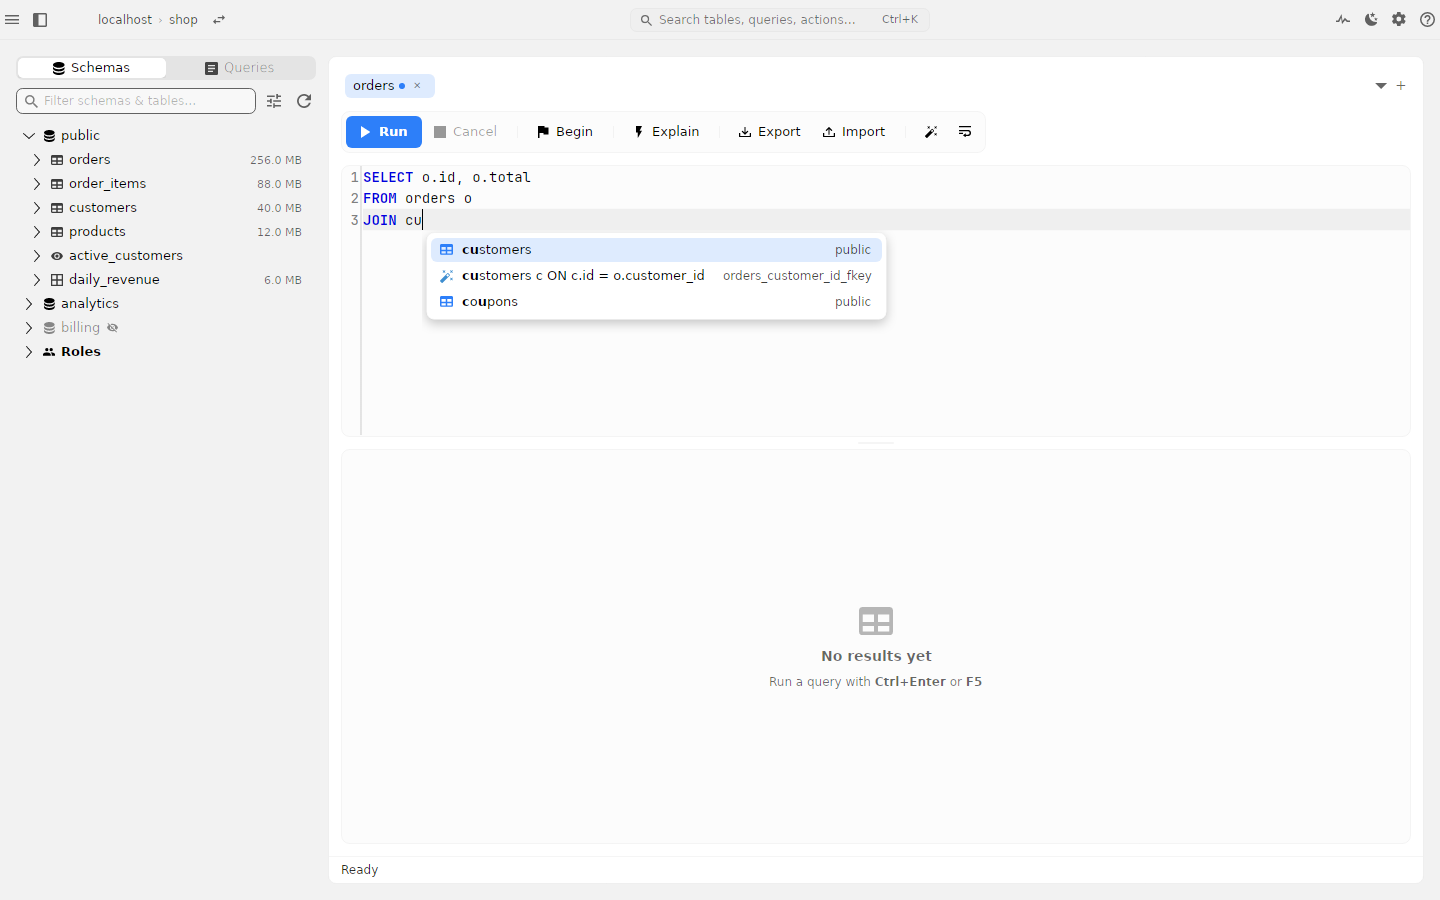 localhost › shop
Search tables, queries, actions... Ctrl+K
Schemas Queries
Filter schemas & tables...
public
orders 256.0 MB
order_items 88.0 MB
customers 40.0 MB
products 12.0 MB
active_customers
daily_revenue 6.0 MB
analytics
billing
Roles
orders ×
Run Cancel Begin Explain Export Import
1 SELECT o.id, o.total
2 FROM orders o
3 JOIN cu
customers public
customers c ON c.id = o.customer_id orders_customer_id_fkey
coupons public
No results yet
Run a query with Ctrl+Enter or F5
Ready